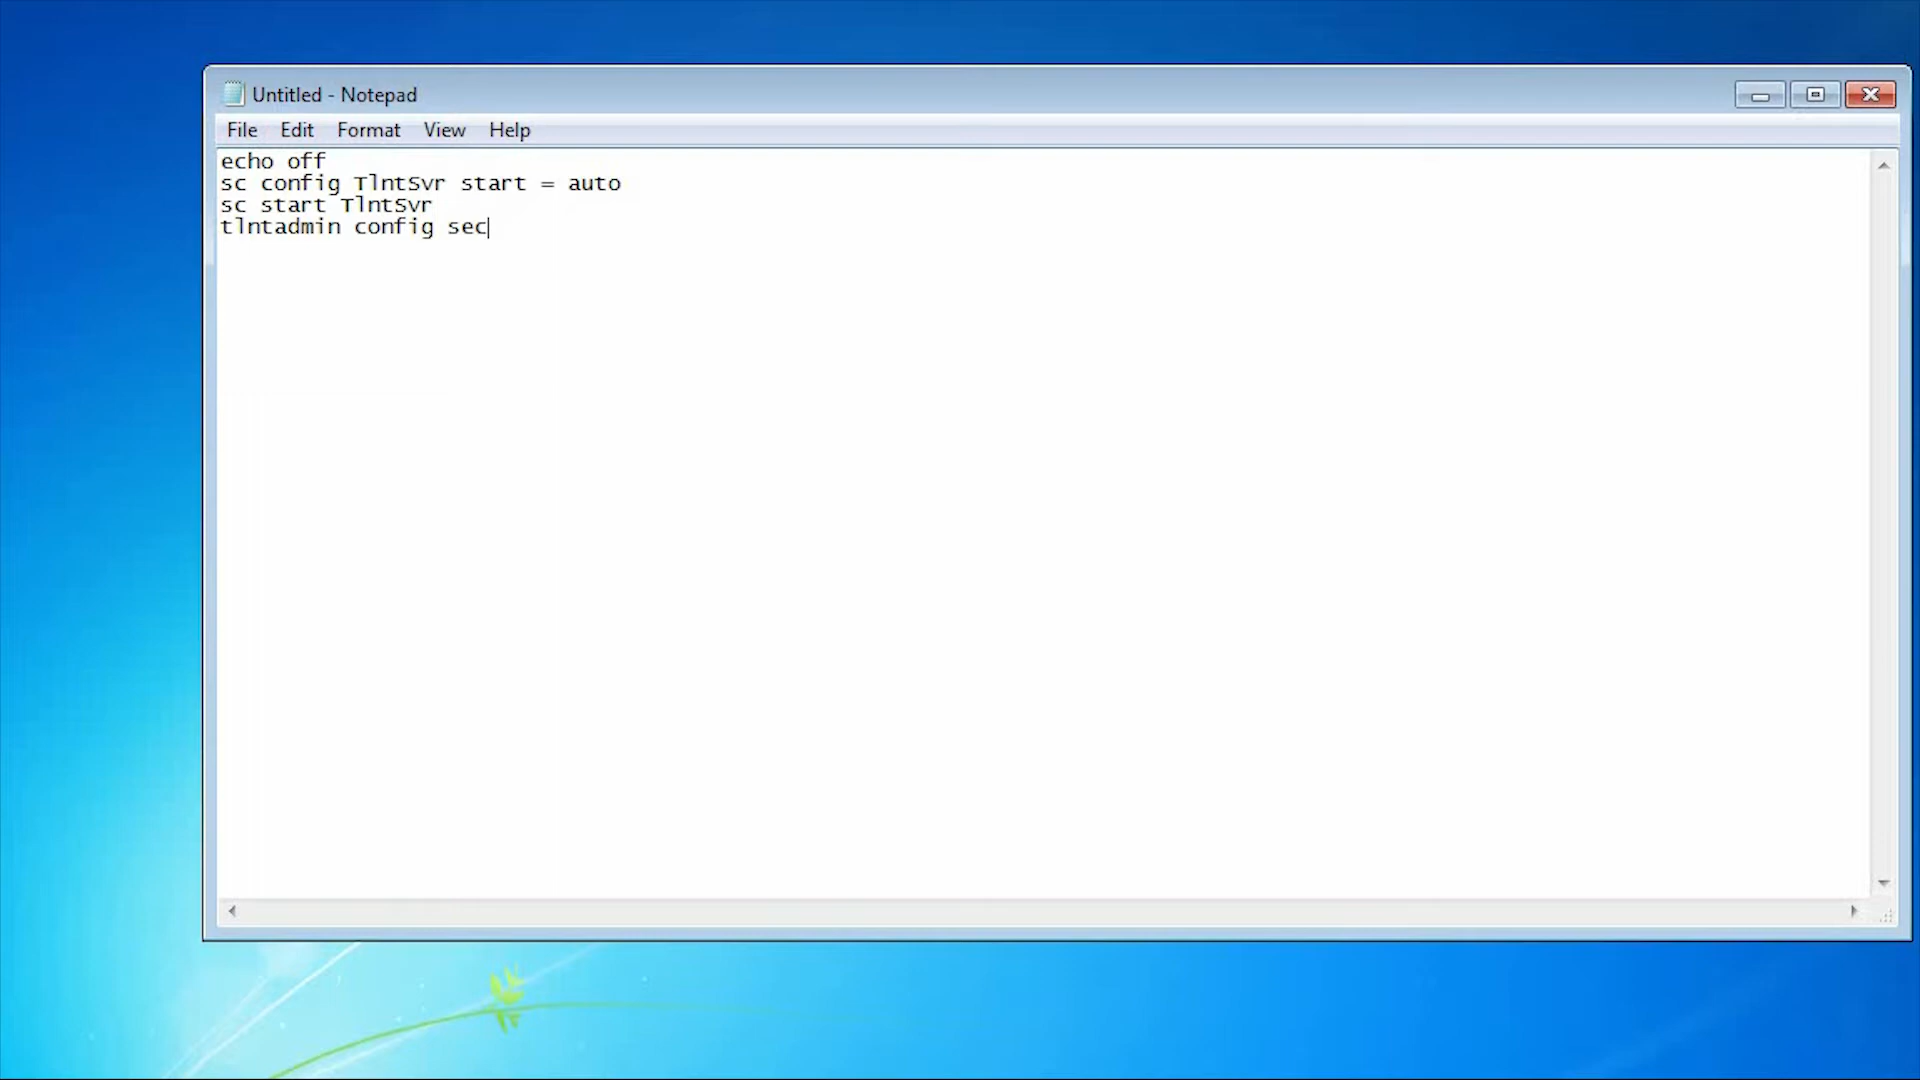 Untitled - Notepad
File Edit Format View Help
echo off
sc config TlntSvr start = auto
sc start TlntSvr
tlntadmin config sec